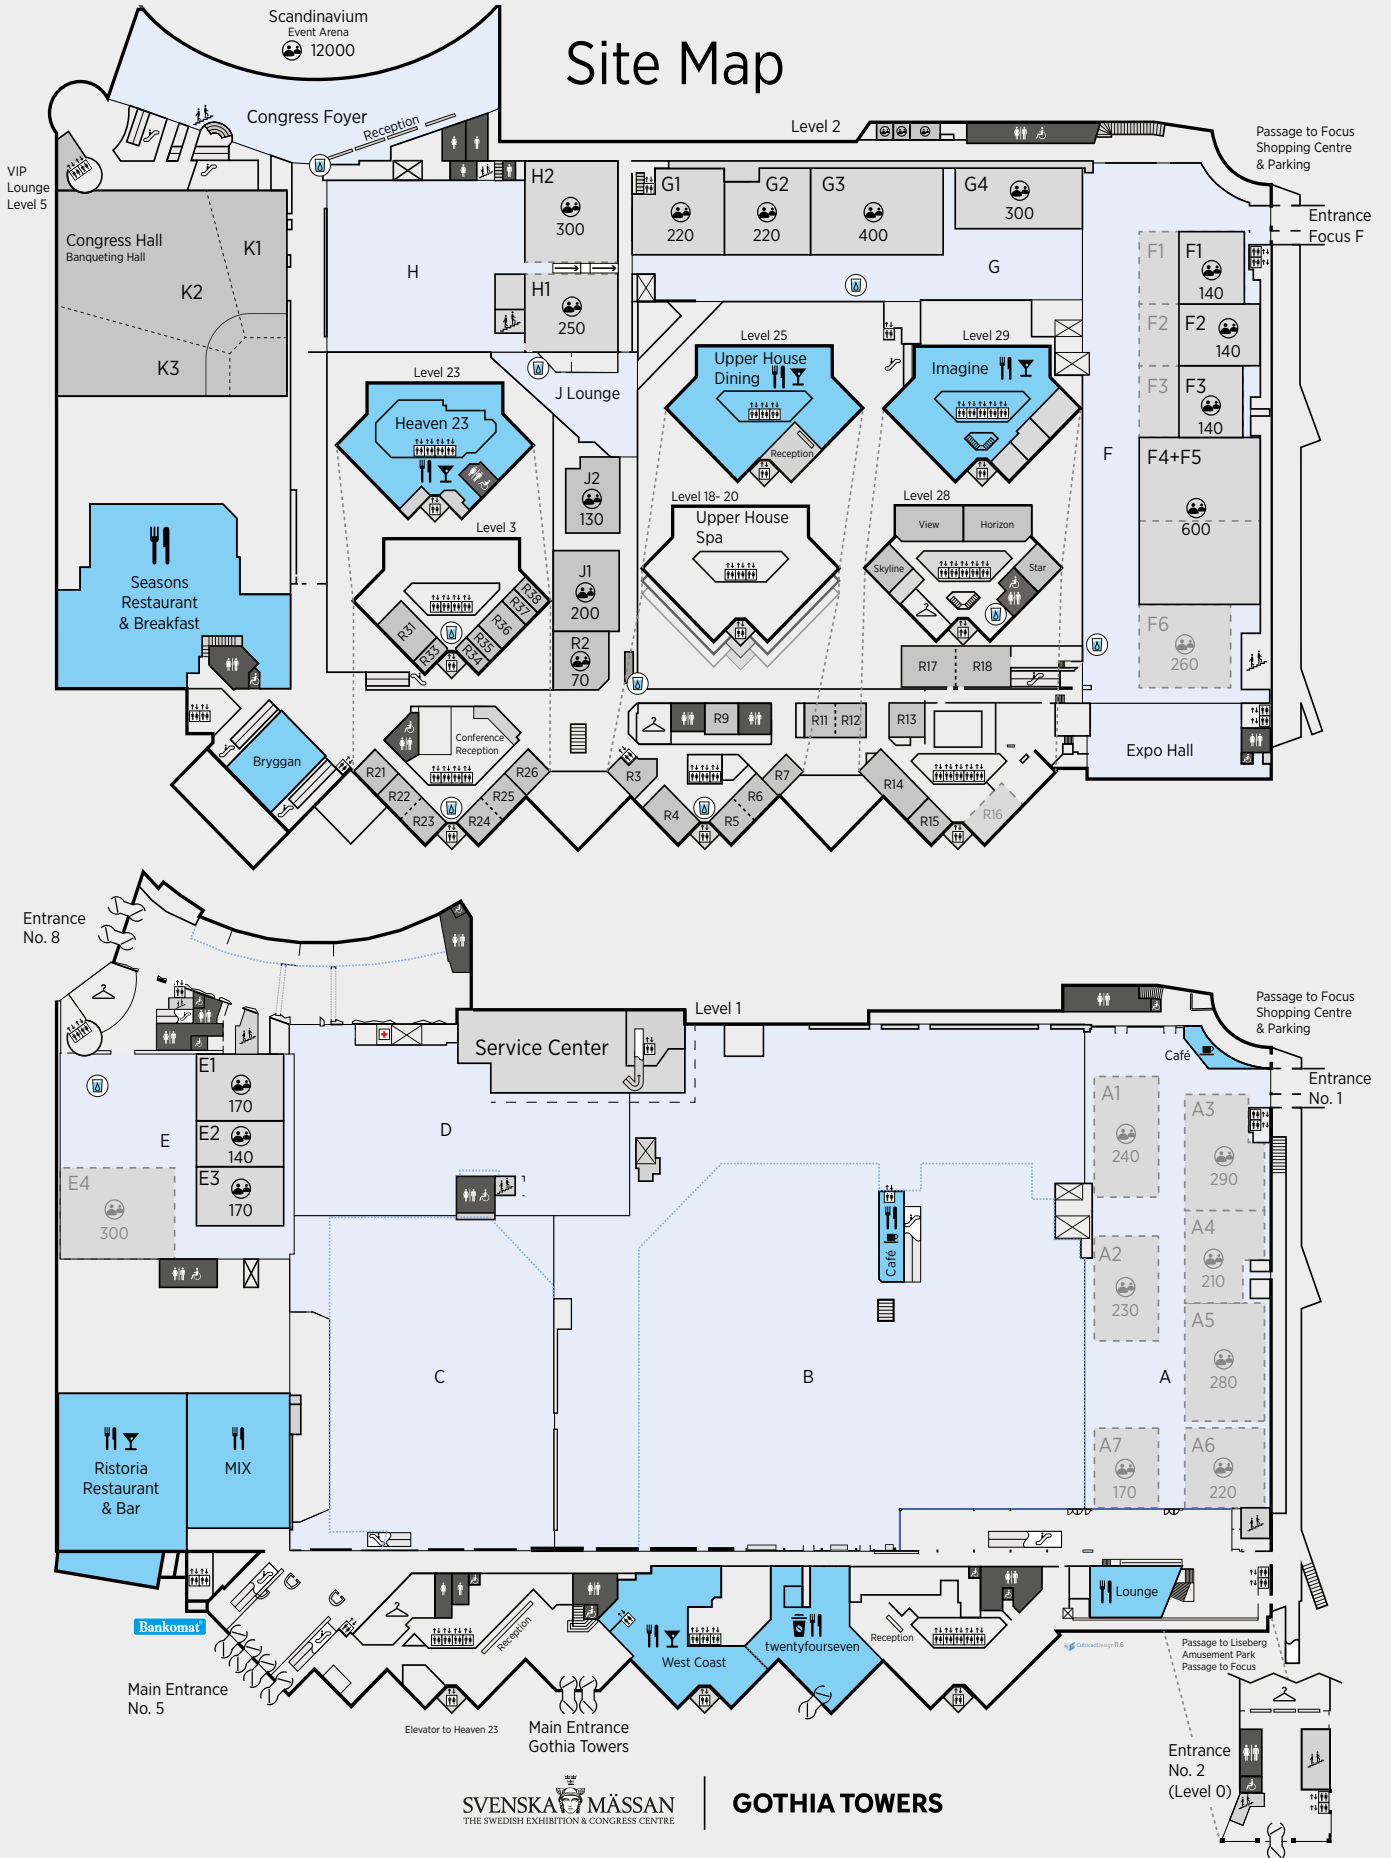 Scandinavium
Event Arena
12000
Site Map
Congress Foyer
Reception
Level 2
Passage to Focus
Shopping Centre
& Parking
VIP
Lounge
Level 5
H2
300
G1
220
G2
220
G3
400
G4
300
Entrance
Focus F
Congress Hall
Banqueting Hall
K1
K2
K3
H
H1
250
G
F1
F1
140
F2
F2
140
F3
F3
140
F
F4+F5
600
F6
260
Level 23
Heaven 23
J Lounge
Level 25
Upper House
Dining
Reception
Level 29
Imagine
J2
130
Level 18- 20
Upper House
Spa
Level 28
View
Horizon
Skyline
Star
Level 3
R31
R33
R34
R35
R36
R37
R38
J1
200
R2
70
Seasons
Restaurant
& Breakfast
R17
R18
R9
R11
R12
R13
Expo Hall
Conference
Reception
Bryggan
R21
R22
R23
R24
R25
R26
R3
R4
R5
R6
R7
R14
R15
R16
Entrance
No. 8
Level 1
Passage to Focus
Shopping Centre
& Parking
Service Center
Café
Entrance
No. 1
E1
170
E2
140
E3
170
E
E4
300
D
A1
240
A3
290
A4
210
A2
230
A5
280
Café
C
B
A
A7
170
A6
220
Ristoria
Restaurant
& Bar
MIX
Lounge
Bankomat
Reception
West Coast
twentyfourseven
Reception
CubicadDesign 11.6
Passage to Liseberg
Amusement Park
Passage to Focus
Main Entrance
No. 5
Elevator to Heaven 23
Main Entrance
Gothia Towers
Entrance
No. 2
(Level 0)
SVENSKA MÄSSAN
THE SWEDISH EXHIBITION & CONGRESS CENTRE
GOTHIA TOWERS